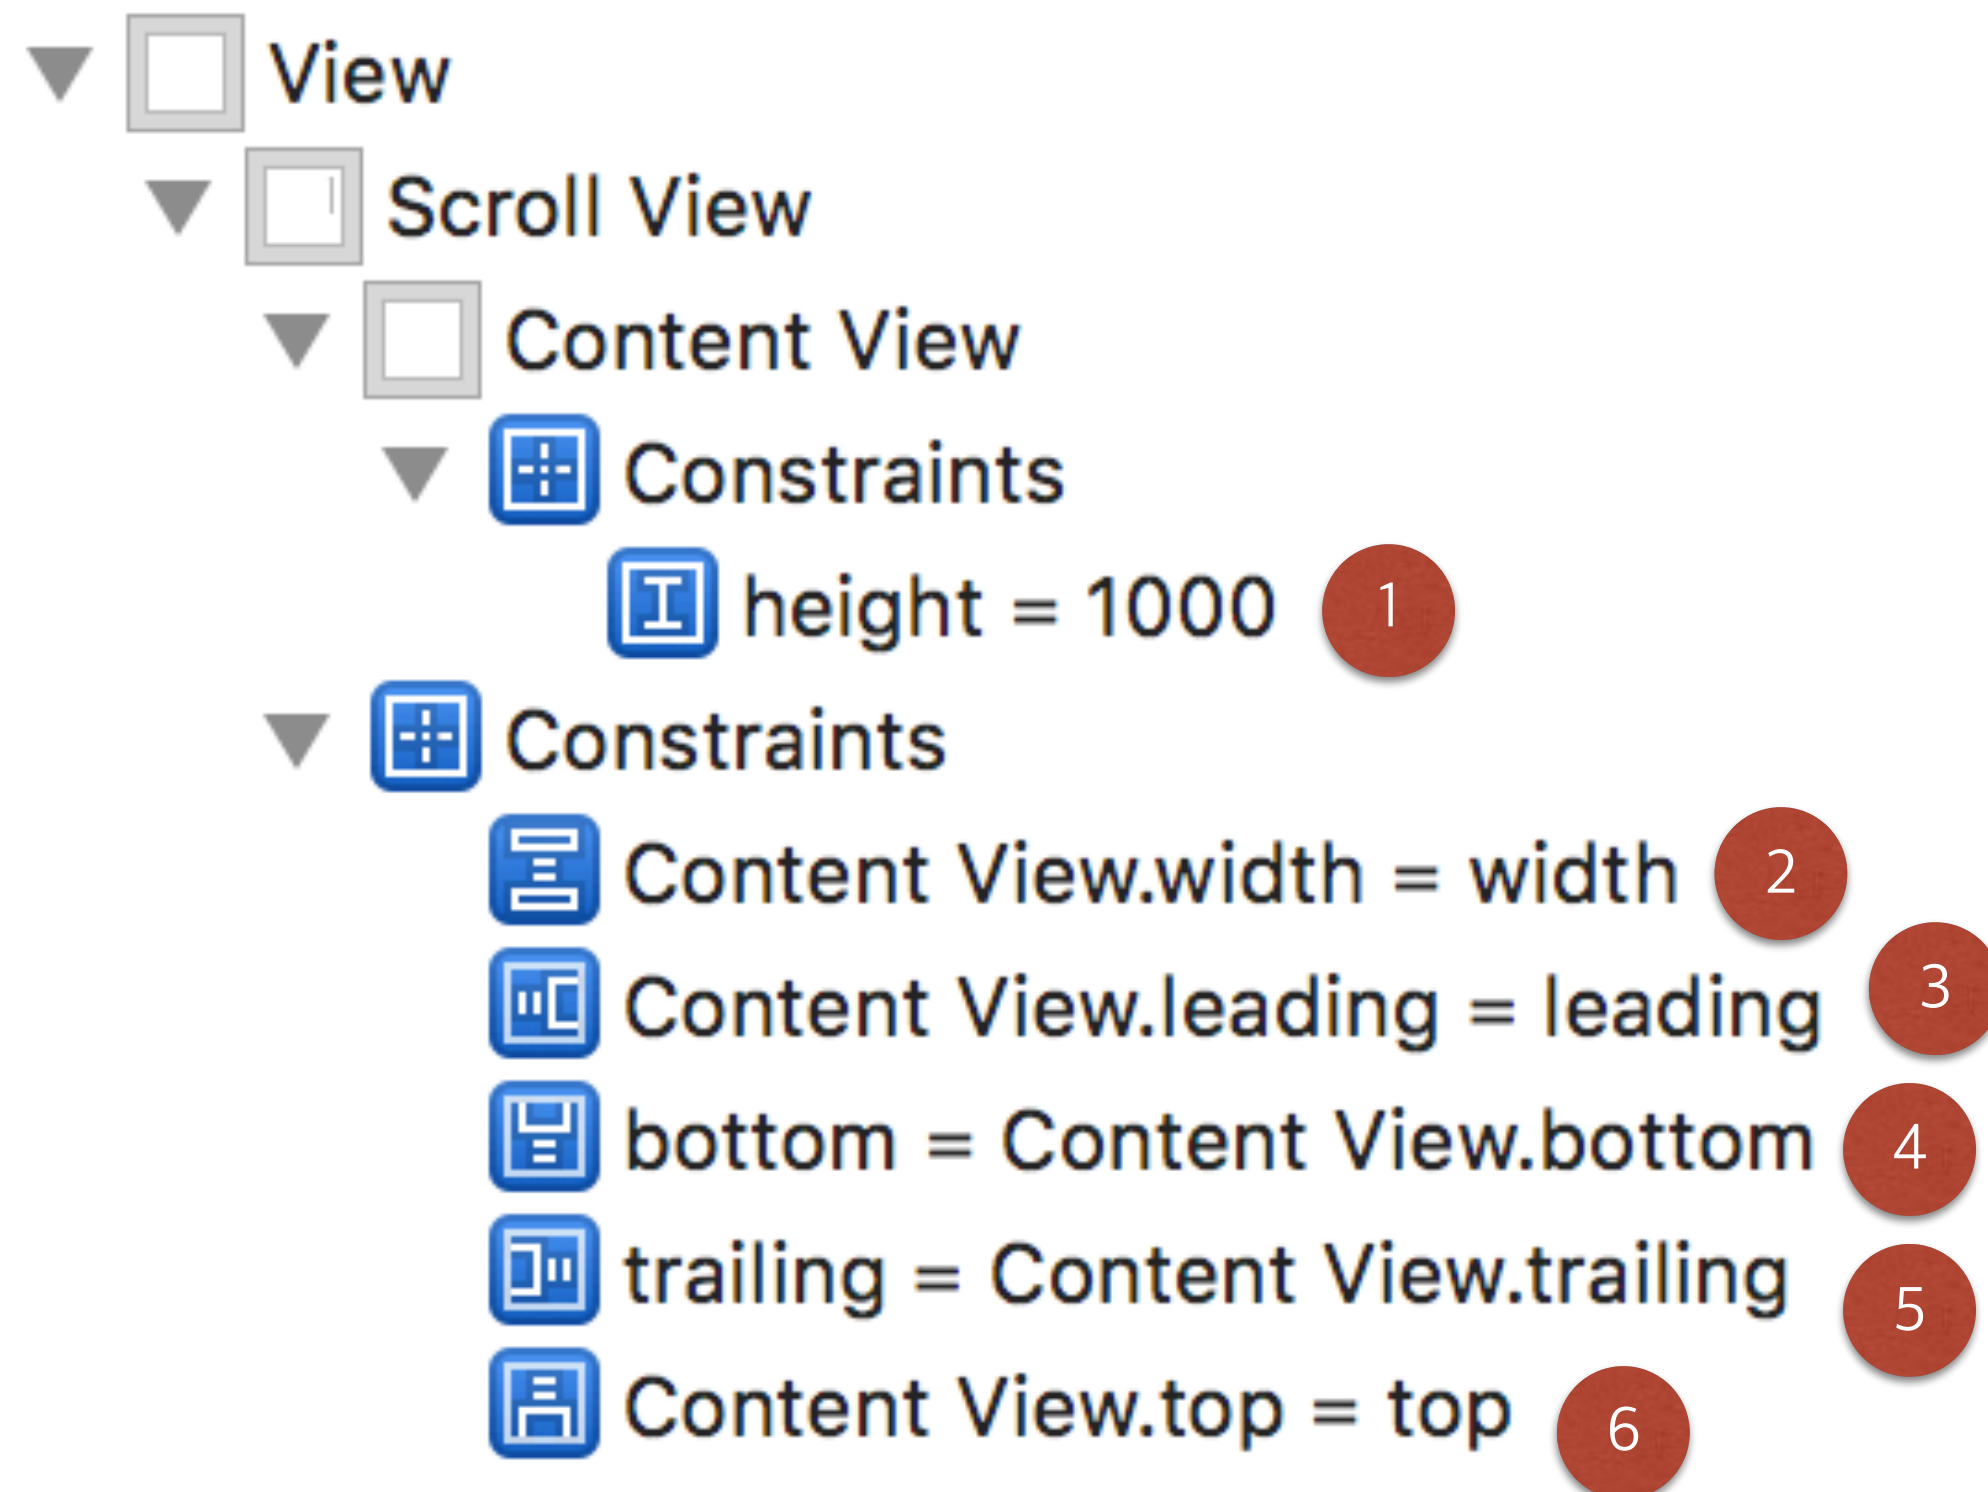 View
Scroll View
Content View
Constraints
height = 1000 1
Constraints
Content View.width = width 2
Content View.leading = leading 3
bottom = Content View.bottom 4
trailing = Content View.trailing 5
Content View.top = top 6